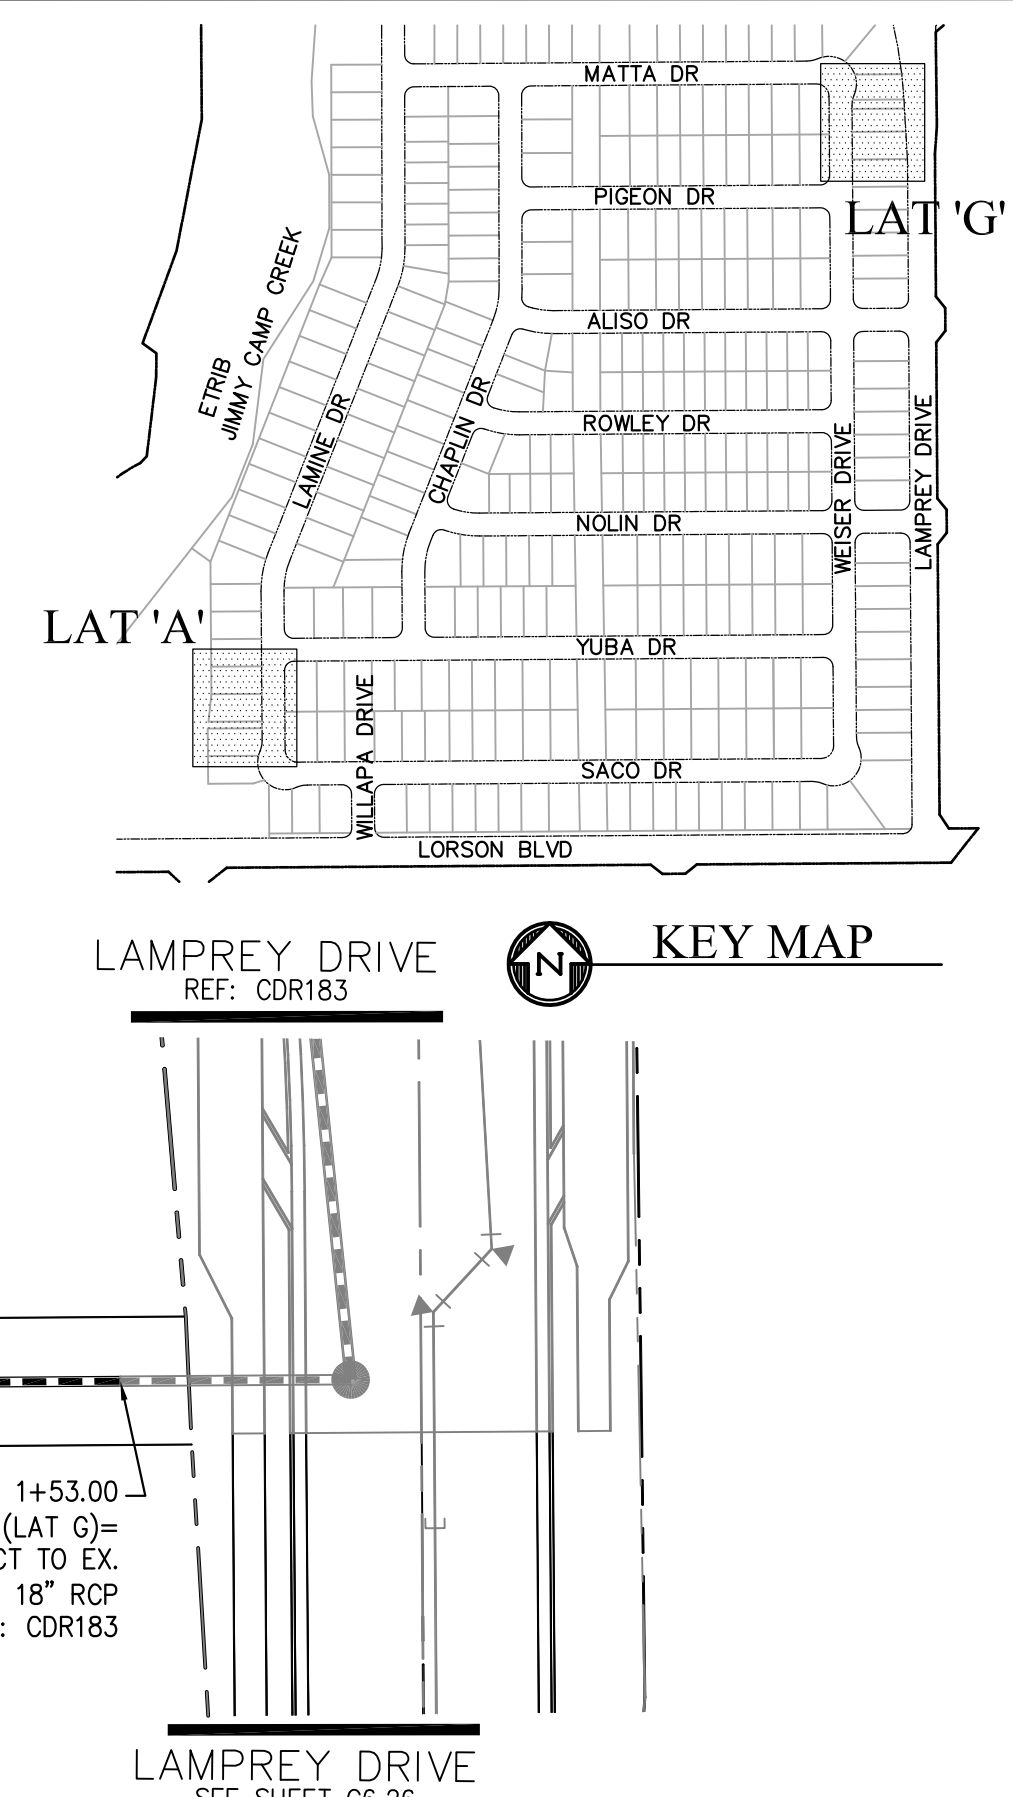 MATTA DR
PIGEON DR
LAT 'G'
ETRIB
JIMMY CAMP CREEK
ALISO DR
LAMINE DR
CHAPLIN DR
ROWLEY DR
WEISER DRIVE
LAMPREY DRIVE
NOLIN DR
LAT 'A'
YUBA DR
WILLAPA DRIVE
SACO DR
LORSON BLVD
N
KEY MAP
LAMPREY DRIVE
REF: CDR183
1+53.00
(LAT G)=
CT TO EX.
18" RCP
: CDR183
LAMPREY DRIVE
SHEET